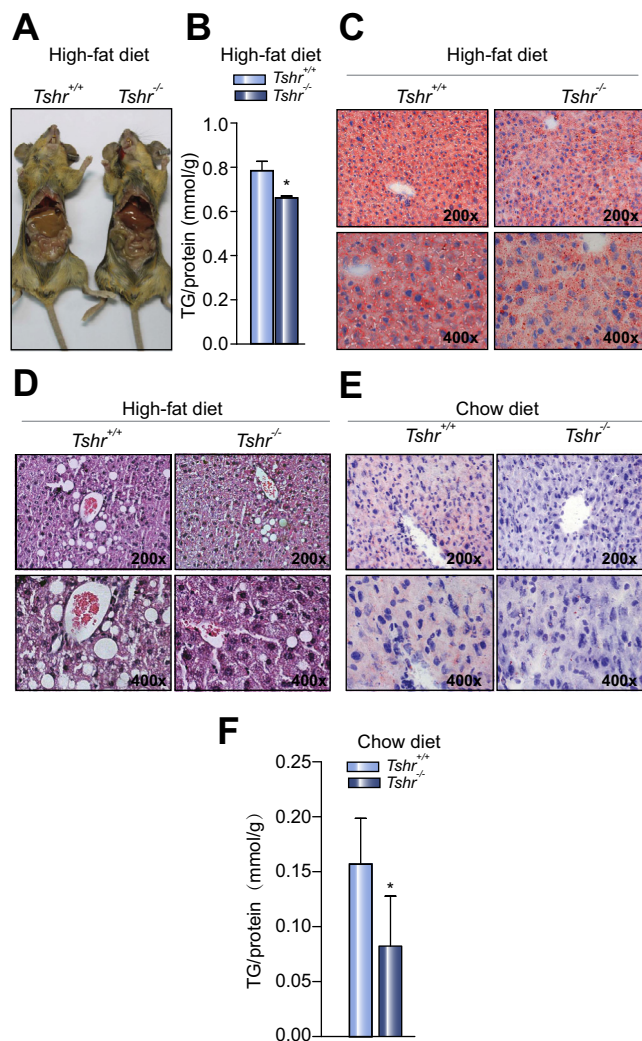 A
High-fat diet
Tshr+/+ Tshr-/-
B
High-fat diet
Tshr+/+
Tshr-/-
TG/protein (mmol/g)
1.0
0.8
0.6
0.4
0.2
0.0
*
C
High-fat diet
Tshr+/+ Tshr-/-
200x 200x
400x 400x
D
High-fat diet
Tshr+/+ Tshr-/-
200x 200x
400x 400x
E
Chow diet
Tshr+/+ Tshr-/-
200x 200x
400x 400x
F
Chow diet
Tshr+/+
Tshr-/-
TG/protein (mmol/g)
0.25
0.20
0.15
0.10
0.05
0.00
*